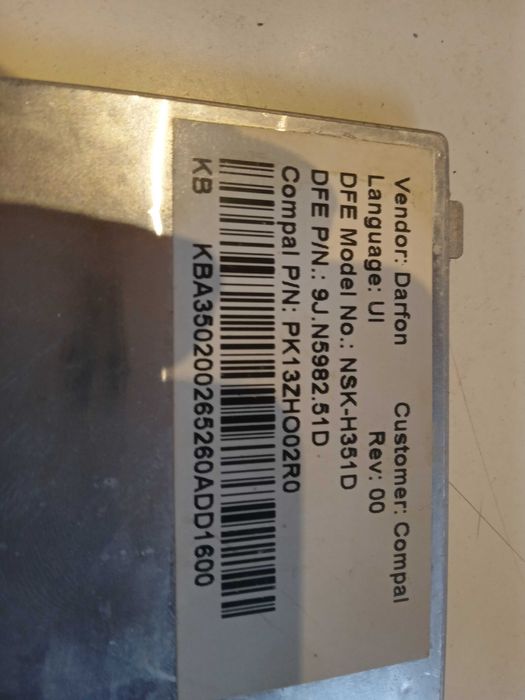 Vendor: Darfon Customer: Compal
Language: UI Rev: 00
DFE Model No.: NSK-H351D
DFE P/N.: 9J.N5982.51D
Compal P/N: PK13ZHO02R0
KB KBA350200265260ADD1600